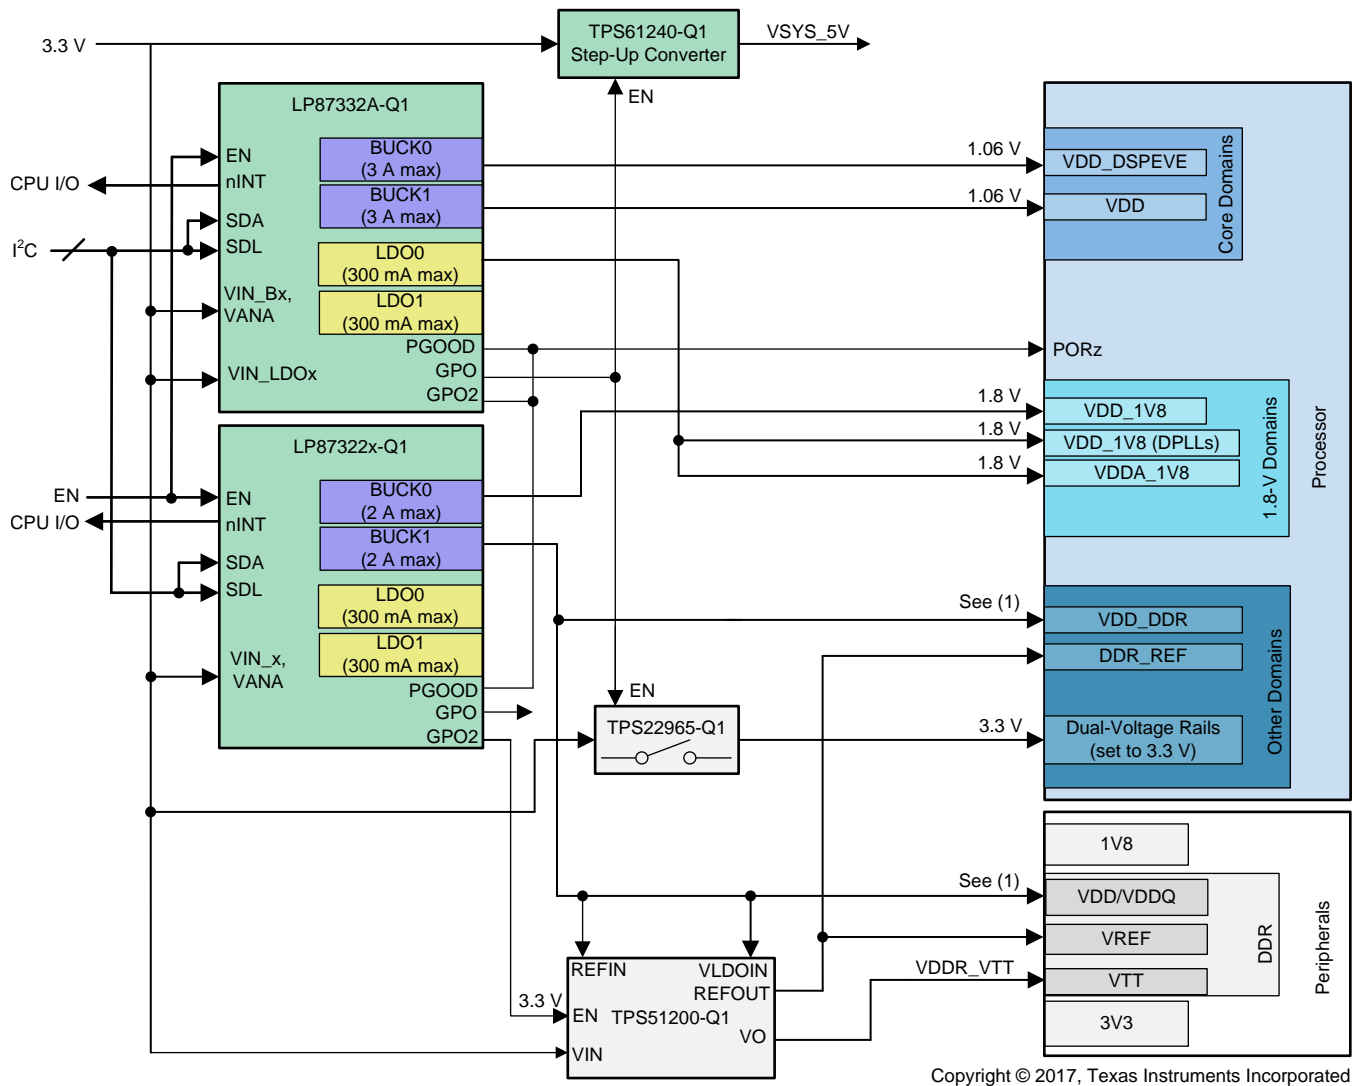 3.3 V
TPS61240-Q1
Step-Up Converter
VSYS_5V
EN
LP87332A-Q1
EN
nINT
SDA
SDL
VIN_Bx,
VANA
VIN_LDOx
BUCK0
(3 A max)
BUCK1
(3 A max)
LDO0
(300 mA max)
LDO1
(300 mA max)
PGOOD
GPO
GPO2
CPU I/O
I²C
1.06 V
1.06 V
VDD_DSPEVE
VDD
Core Domains
PORz
1.8 V
1.8 V
1.8 V
VDD_1V8
VDD_1V8 (DPLLs)
VDDA_1V8
1.8-V Domains
Processor
LP87322x-Q1
EN
CPU I/O
EN
nINT
SDA
SDL
VIN_x,
VANA
BUCK0
(2 A max)
BUCK1
(2 A max)
LDO0
(300 mA max)
LDO1
(300 mA max)
PGOOD
GPO
GPO2
EN
TPS22965-Q1
See (1)
3.3 V
VDD_DDR
DDR_REF
Dual-Voltage Rails
(set to 3.3 V)
Other Domains
1V8
See (1)
VDD/VDDQ
VREF
VDDR_VTT
VTT
DDR
3V3
Peripherals
REFIN
VLDOIN
REFOUT
3.3 V
EN
TPS51200-Q1
VO
VIN
Copyright © 2017, Texas Instruments Incorporated